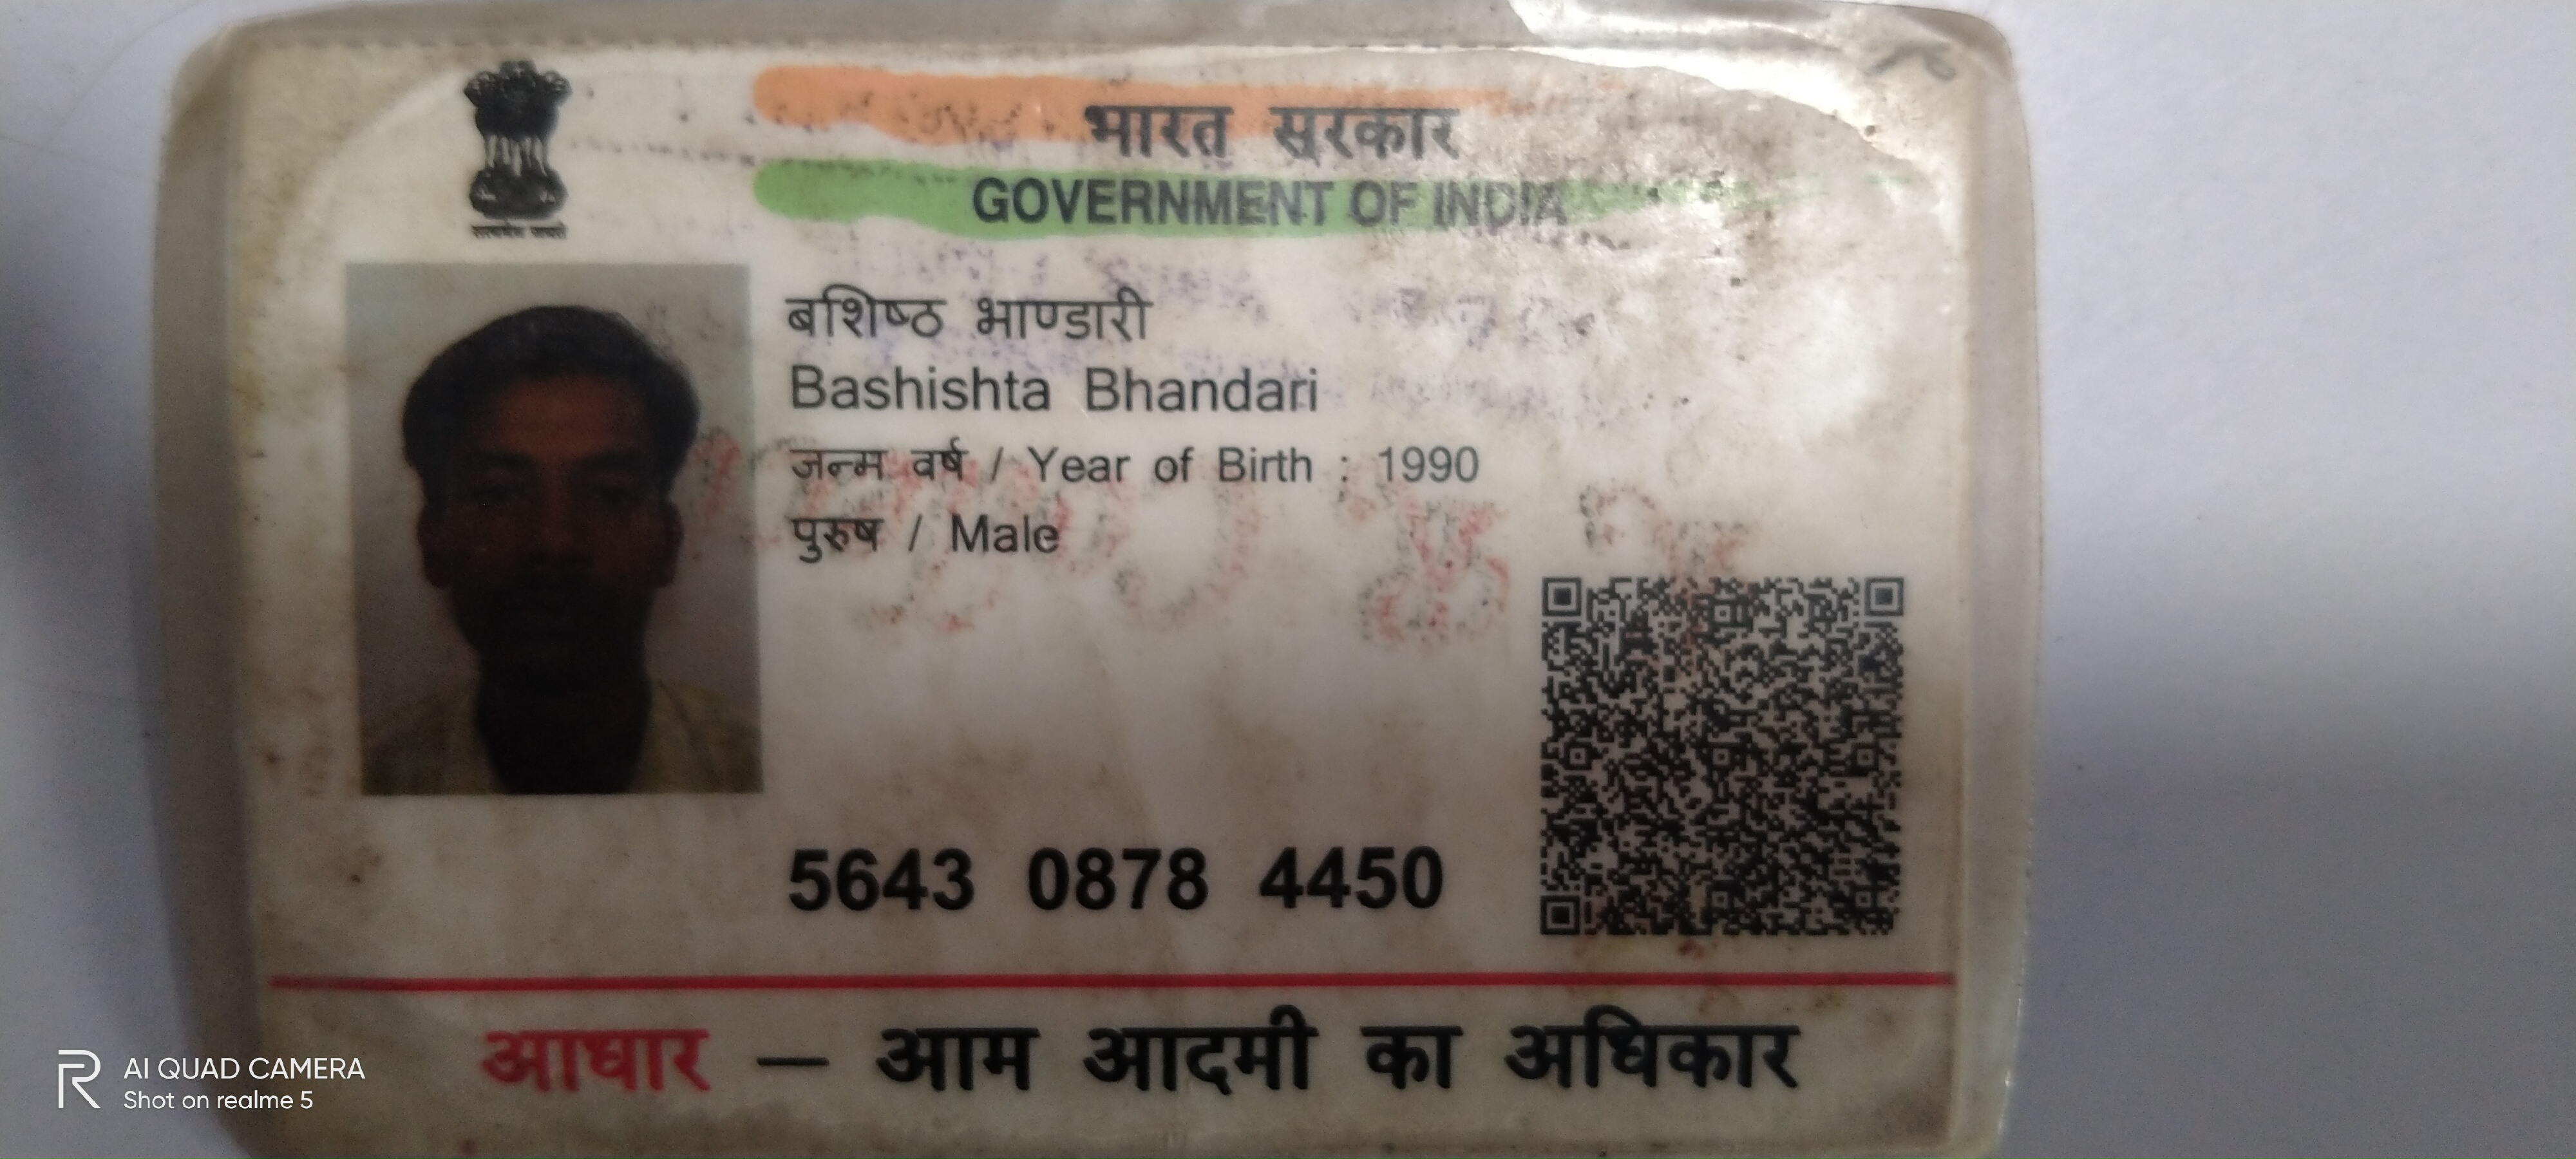 भारत सरकार
GOVERNMENT OF INDIA
बशिष्ठ भाण्डारी
Bashishta Bhandari
जन्म वर्ष / Year of Birth : 1990
पुरुष / Male
5643 0878 4450
आधार — आम आदमी का अधिकार
AI QUAD CAMERA
Shot on realme 5